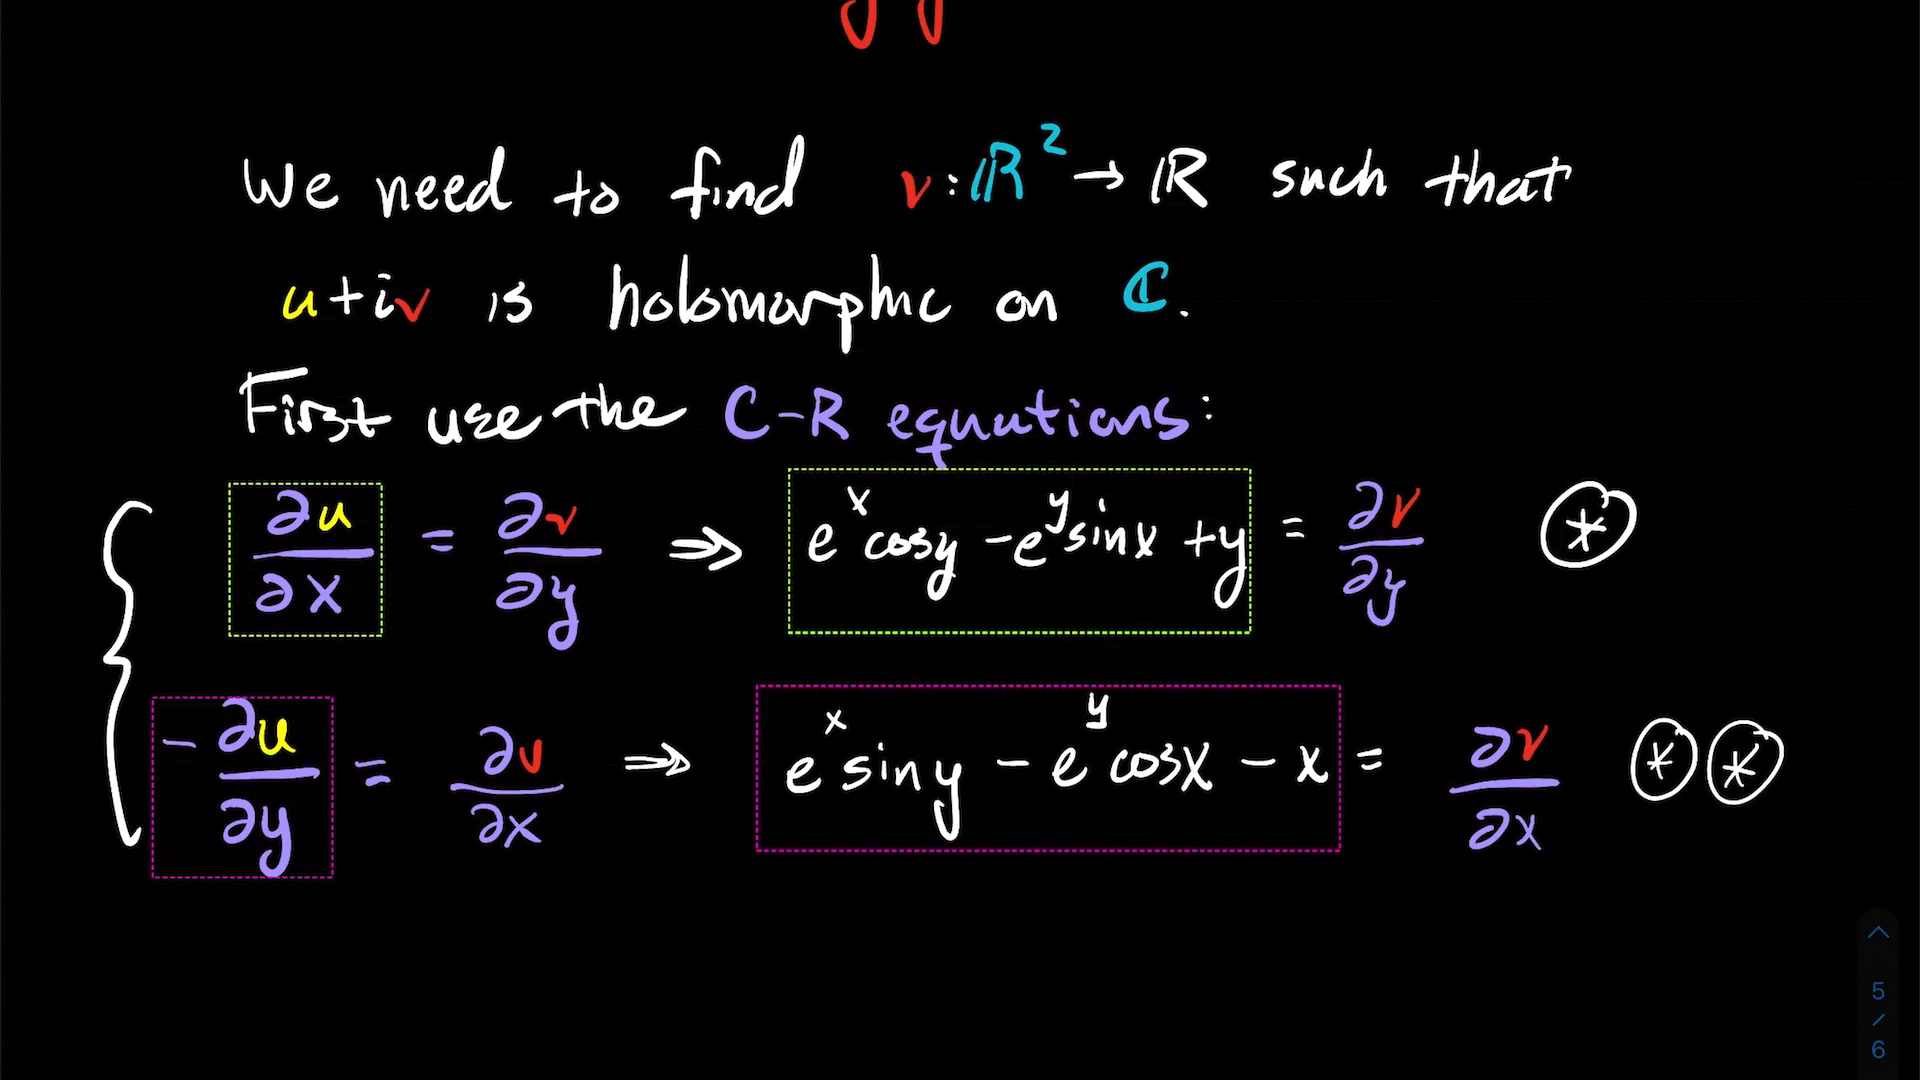 We need to find v : ℝ² → ℝ such that
u + iv is holomorphic on ℂ.
First use the C-R equations:
∂u/∂x = ∂v/∂y ⇒ e^x cosy - e^y sinx + y = ∂v/∂y ⊛
-∂u/∂y = ∂v/∂x ⇒ e^x siny - e^y cosx - x = ∂v/∂x ⊛⊛
5
/
6